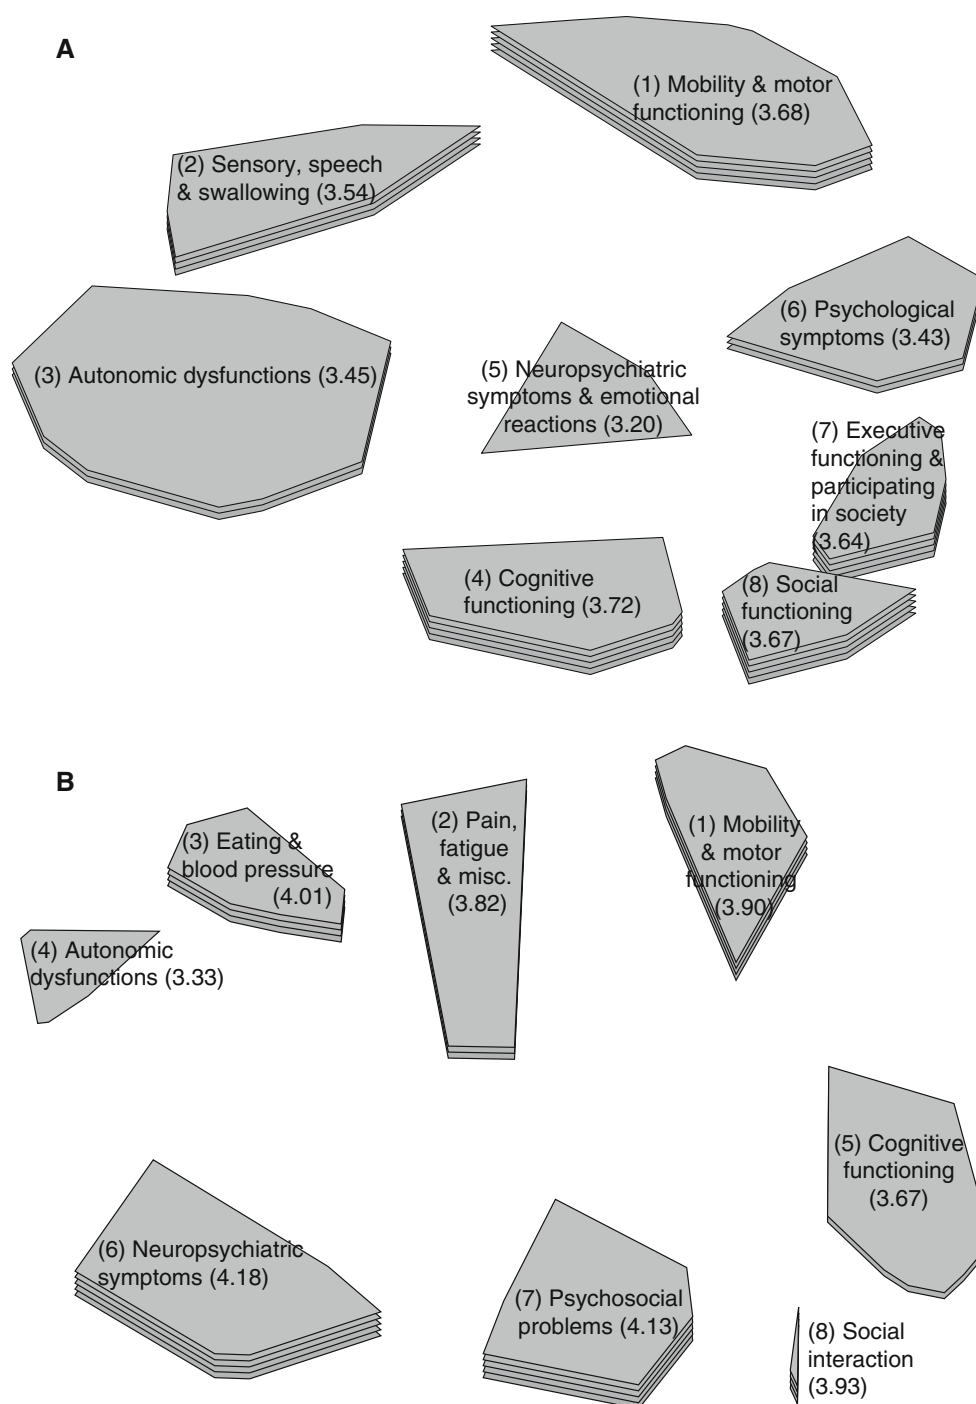 A
(1) Mobility & motor
functioning (3.68)
(2) Sensory, speech
& swallowing (3.54)
(6) Psychological
symptoms (3.43)
(3) Autonomic dysfunctions (3.45)
(5) Neuropsychiatric
symptoms & emotional
reactions (3.20)
(7) Executive
functioning &
participating
in society
(3.64)
(4) Cognitive
functioning (3.72)
(8) Social
functioning
(3.67)
B
(1) Mobility
& motor
functioning
(3.90)
(2) Pain,
fatigue
& misc.
(3.82)
(3) Eating &
blood pressure
(4.01)
(4) Autonomic
dysfunctions (3.33)
(5) Cognitive
functioning
(3.67)
(6) Neuropsychiatric
symptoms (4.18)
(7) Psychosocial
problems (4.13)
(8) Social
interaction
(3.93)